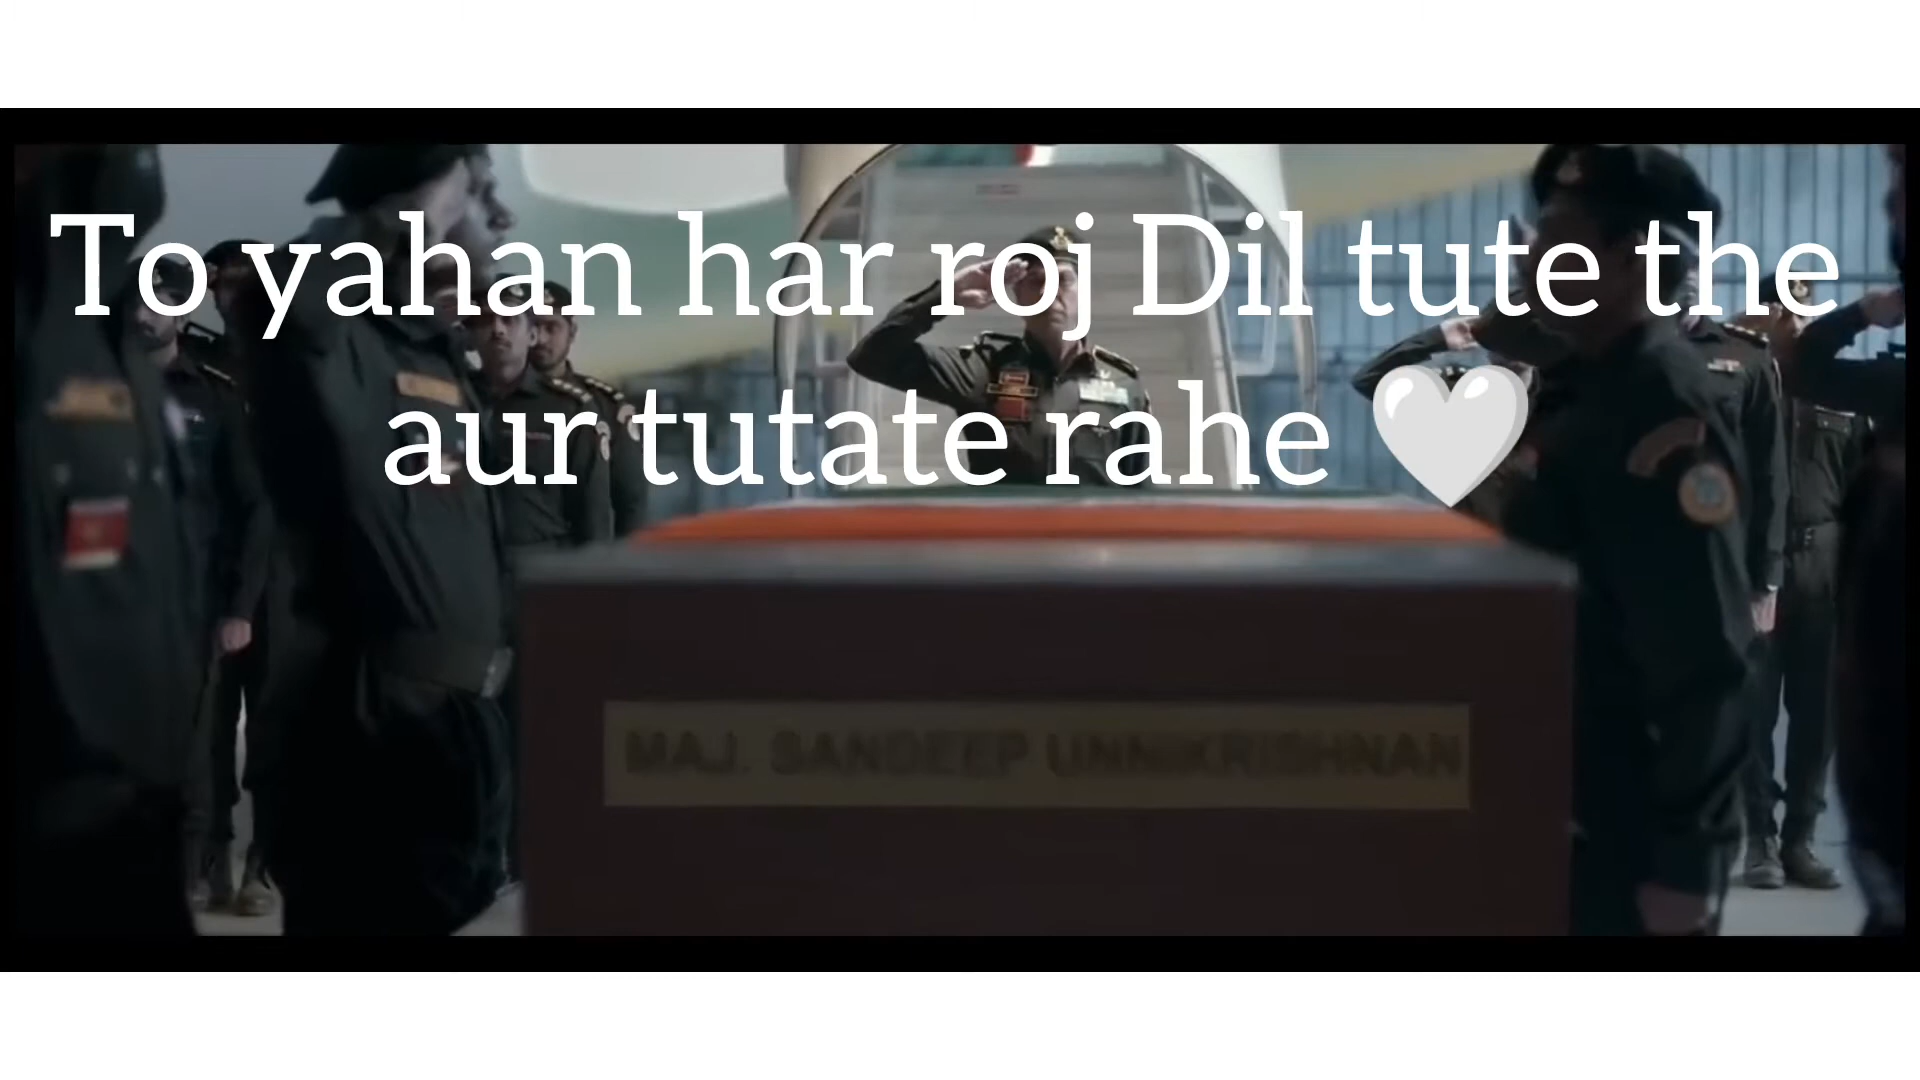 To yahan har roj Dil tute the
aur tutate rahe 🤍
MAJ. SANDEEP UNNIKRISHNAN